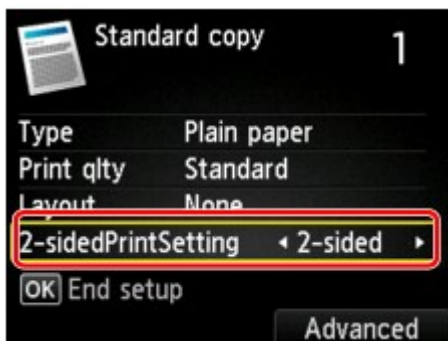 Standard copy 1
Type Plain paper
Print qlty Standard
Layout None
2-sidedPrintSetting 2-sided
OK End setup
Advanced